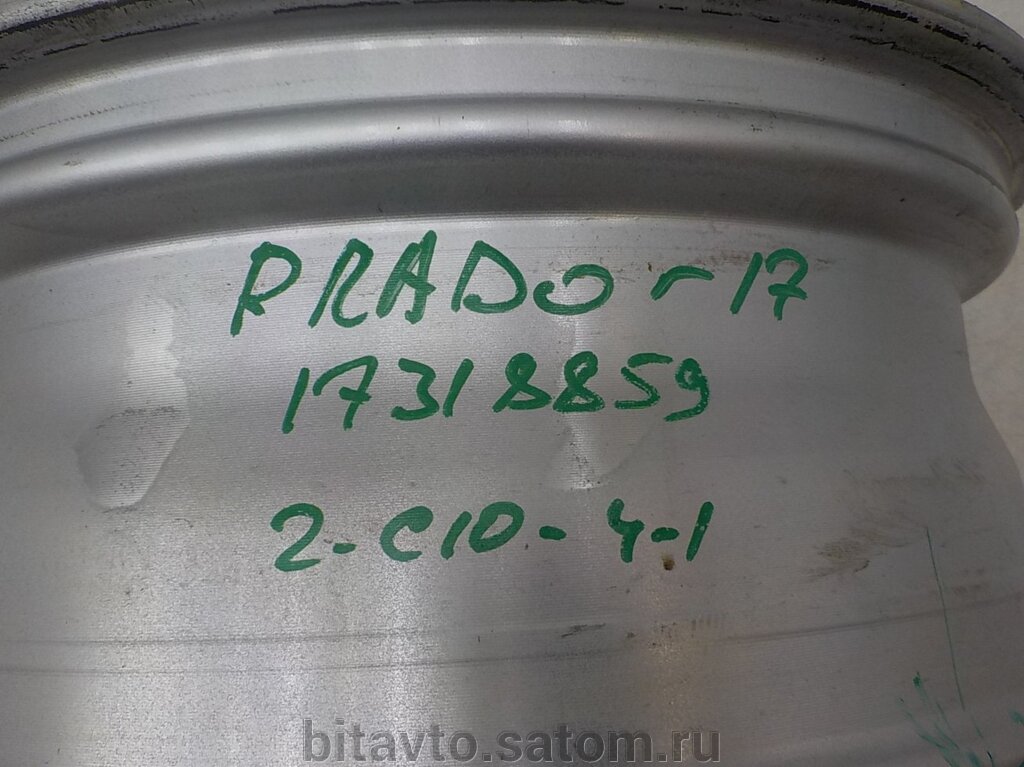 PRADO-17
17318859
2-C10-4-1
bitavto.satom.ru